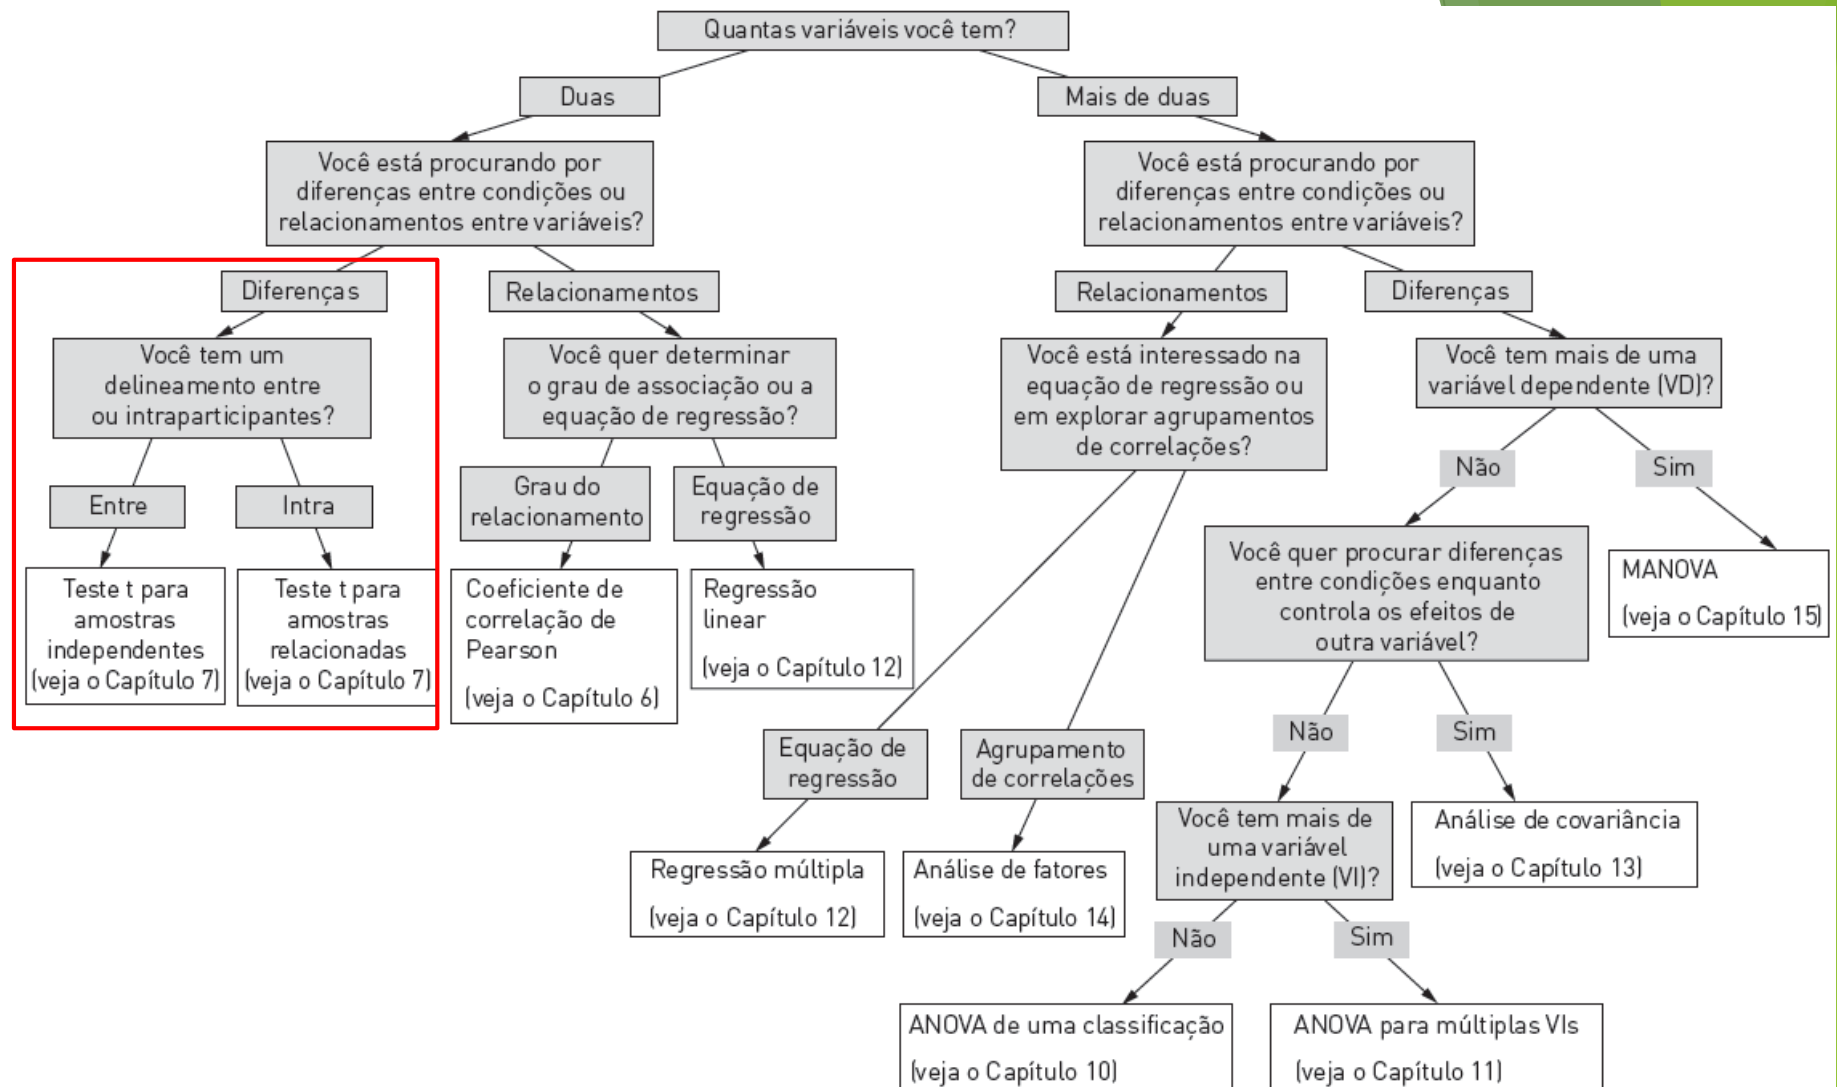 Quantas variáveis você tem?
Duas
Mais de duas
Você está procurando por
diferenças entre condições ou
relacionamentos entre variáveis?
Você está procurando por
diferenças entre condições ou
relacionamentos entre variáveis?
Diferenças
Relacionamentos
Relacionamentos
Diferenças
Você tem um
delineamento entre
ou intraparticipantes?
Você quer determinar
o grau de associação ou a
equação de regressão?
Você está interessado na
equação de regressão ou
em explorar agrupamentos
de correlações?
Você tem mais de uma
variável dependente (VD)?
Entre
Intra
Grau do
relacionamento
Equação de
regressão
Não
Sim
Teste t para
amostras
independentes
(veja o Capítulo 7)
Teste t para
amostras
relacionadas
(veja o Capítulo 7)
Coeficiente de
correlação de
Pearson
(veja o Capítulo 6)
Regressão
linear
(veja o Capítulo 12)
Você quer procurar diferenças
entre condições enquanto
controla os efeitos de
outra variável?
MANOVA
(veja o Capítulo 15)
Equação de
regressão
Agrupamento
de correlações
Não
Sim
Regressão múltipla
(veja o Capítulo 12)
Análise de fatores
(veja o Capítulo 14)
Você tem mais de
uma variável
independente (VI)?
Análise de covariância
(veja o Capítulo 13)
Não
Sim
ANOVA de uma classificação
(veja o Capítulo 10)
ANOVA para múltiplas VIs
(veja o Capítulo 11)